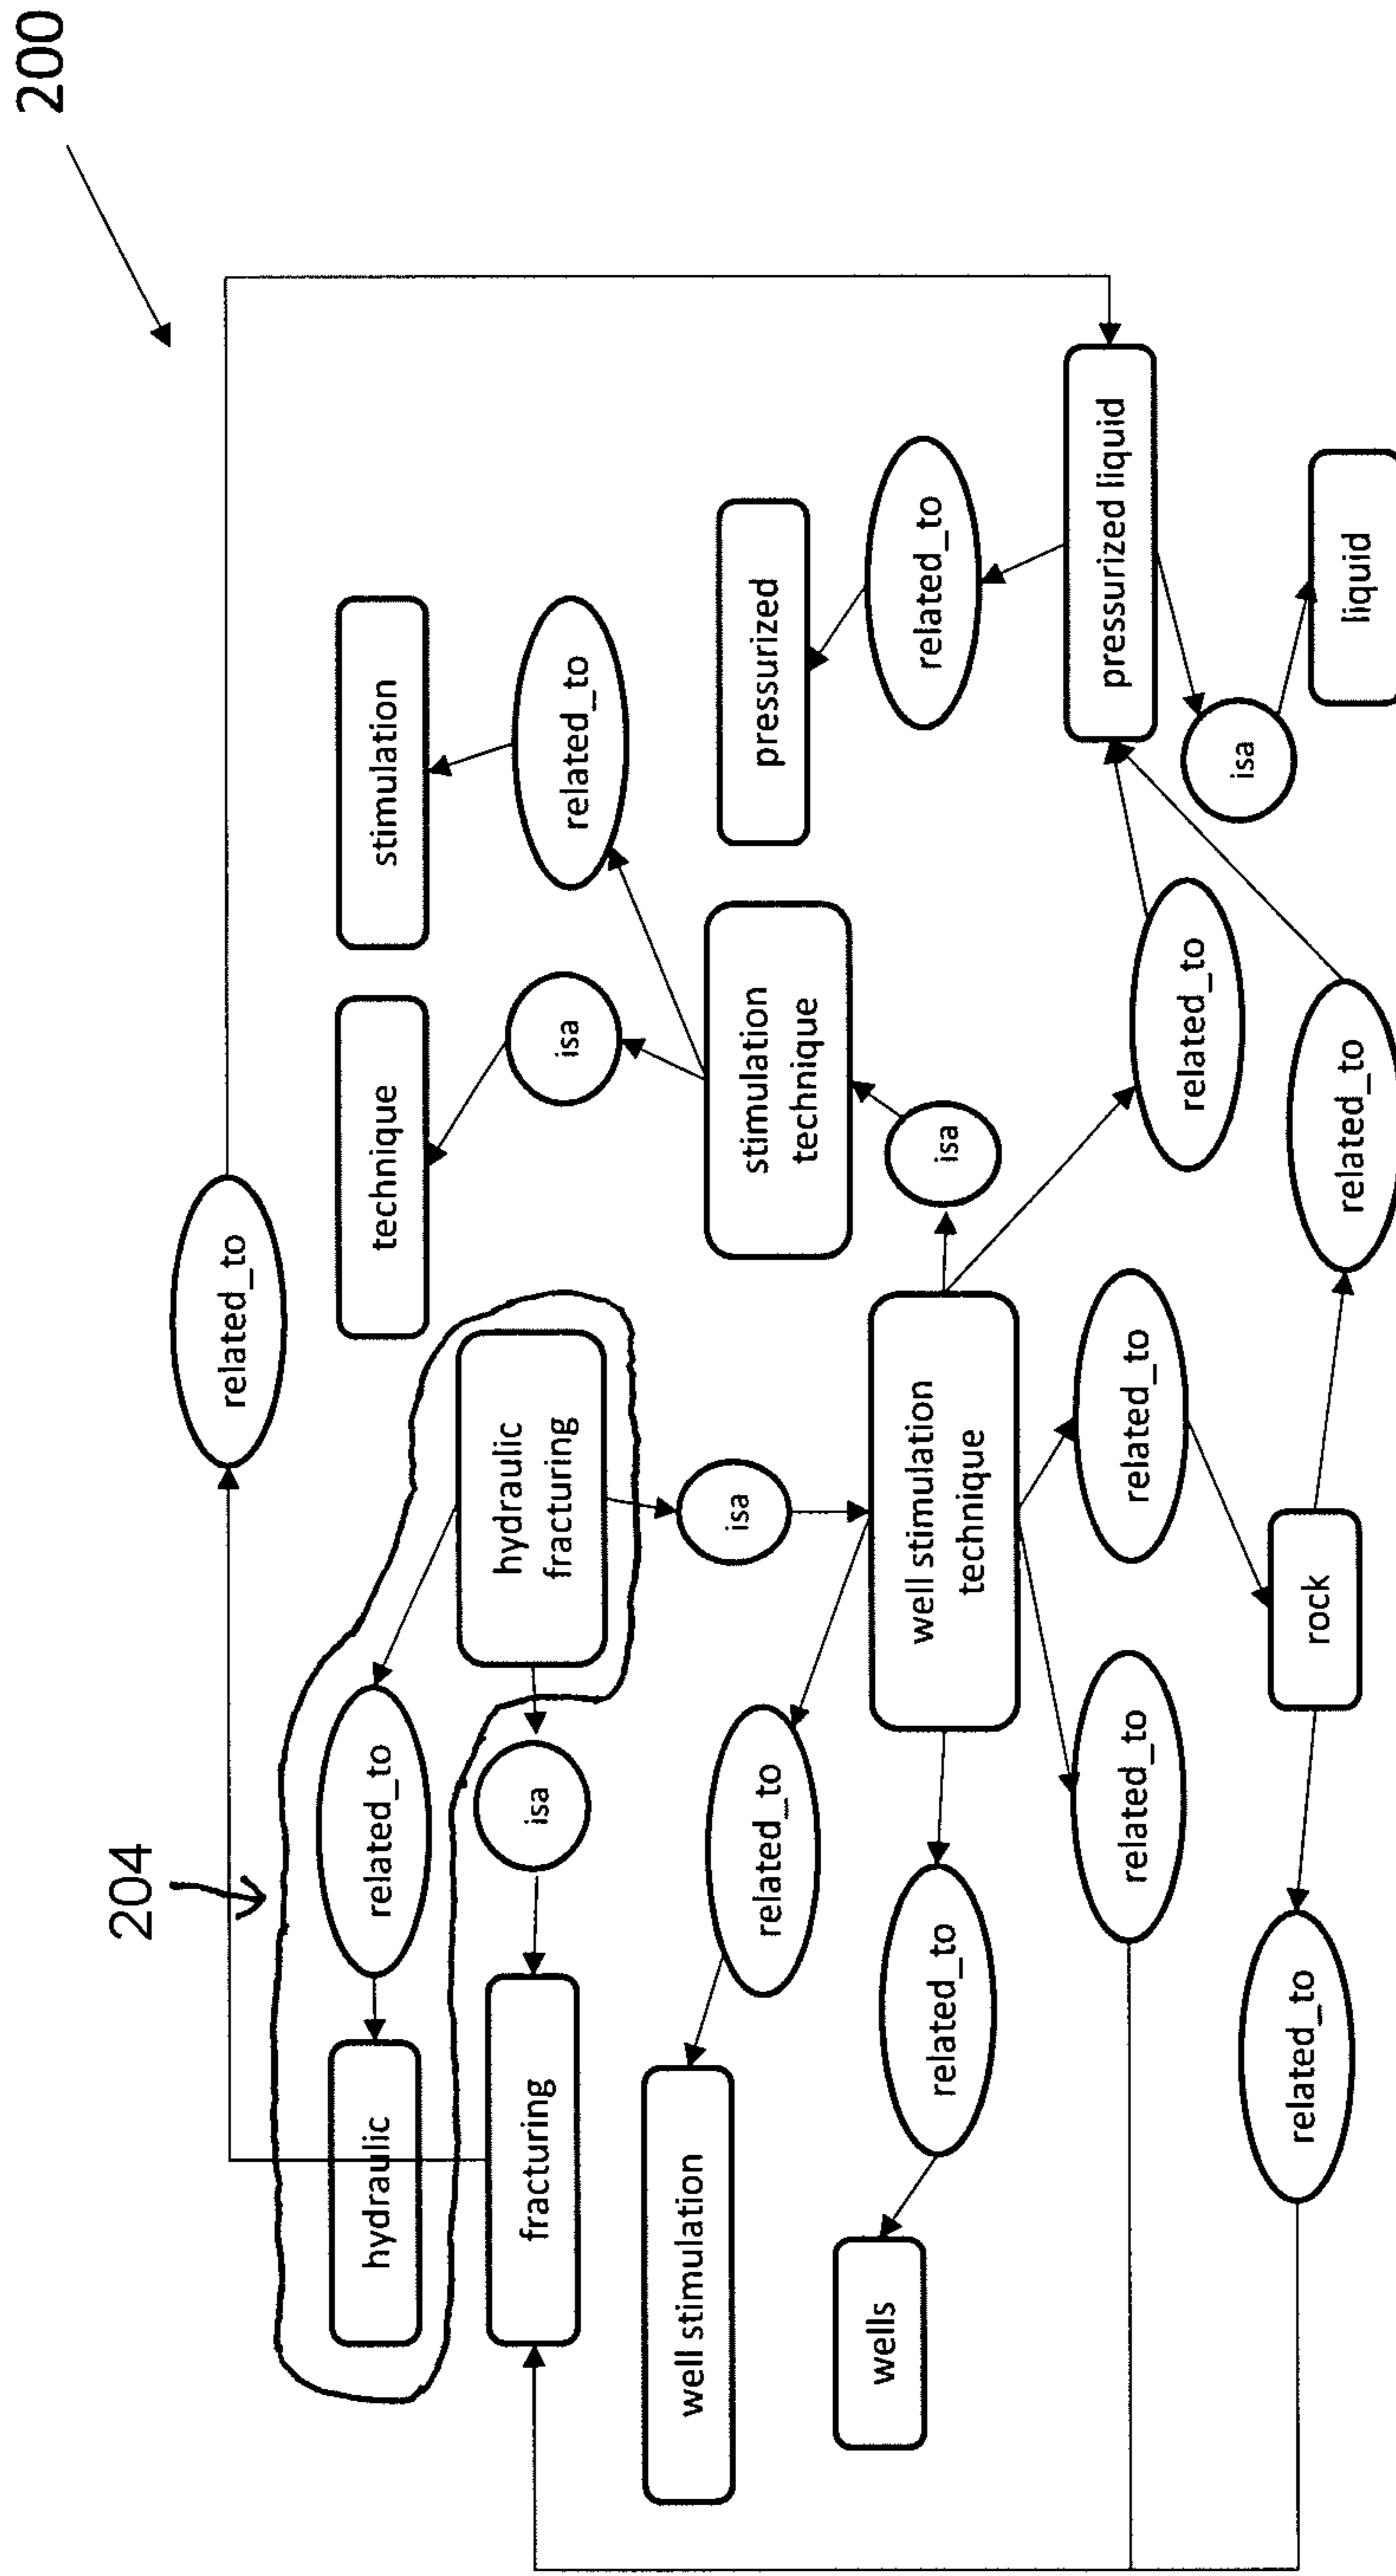 200
204
related_to
hydraulic
related_to
technique
stimulation
fracturing
isa
hydraulic
fracturing
isa
related_to
well stimulation
related_to
isa
stimulation
technique
pressurized
wells
related_to
well stimulation
technique
isa
related_to
related_to
related_to
related_to
pressurized liquid
isa
related_to
rock
related_to
liquid